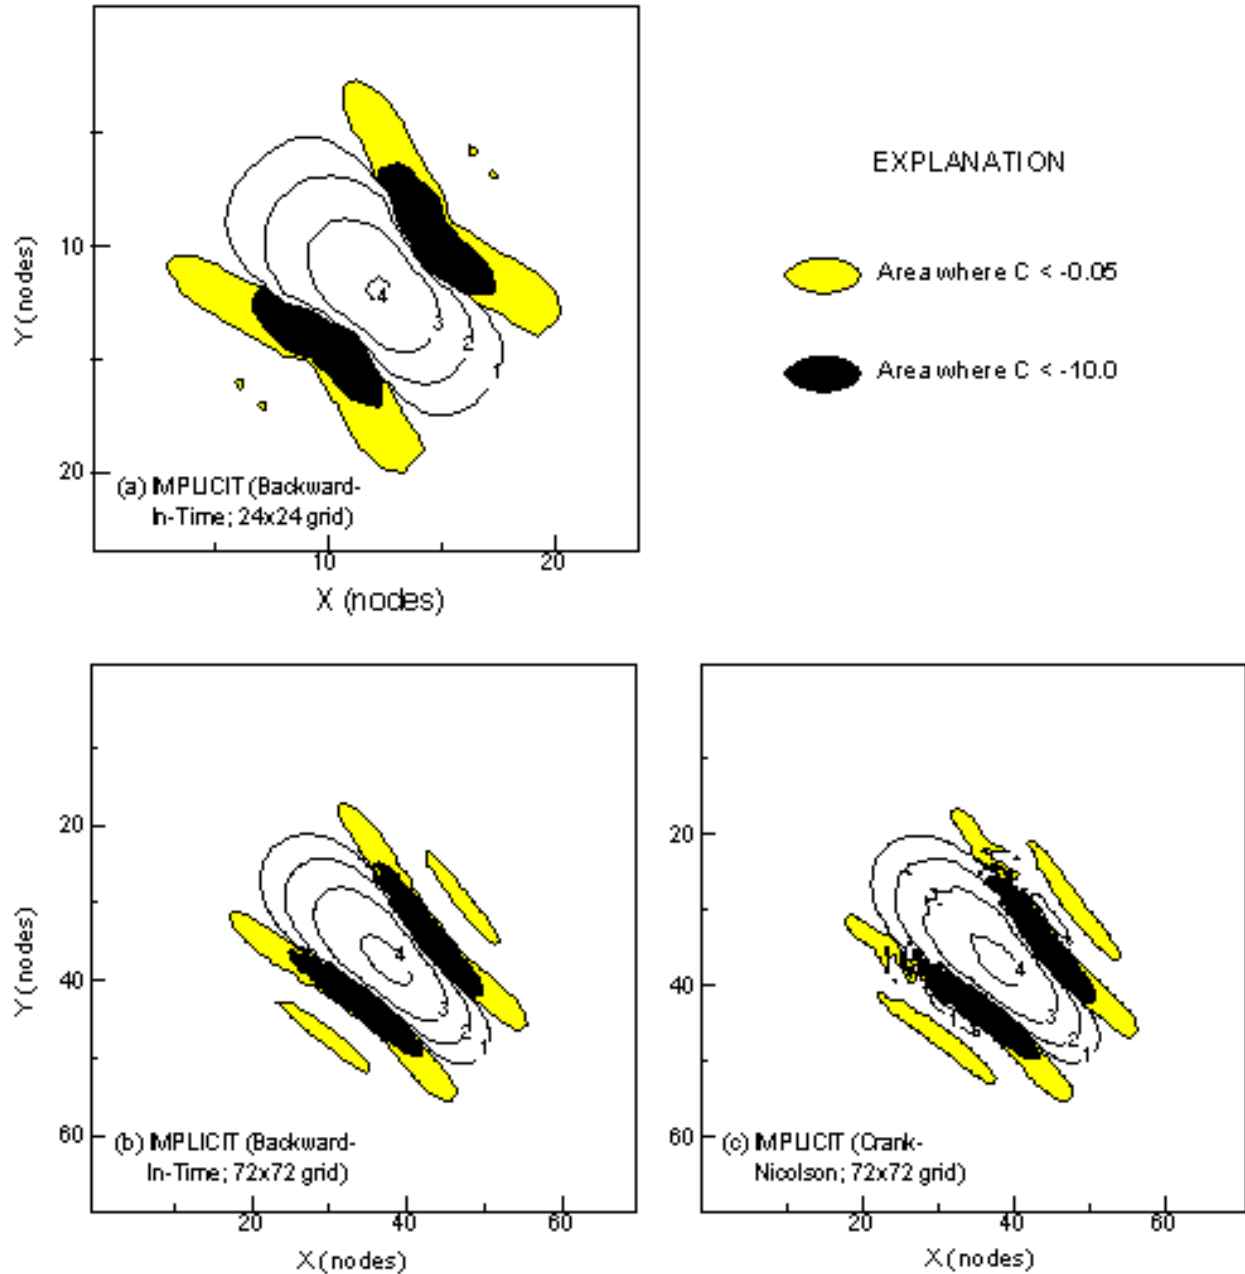 EXPLANATION
Area where C < -0.05
Area where C < -10.0
Y (nodes)
10
20
4
3
2
1
(a) IMPLICIT (Backward-
In-Time; 24x24 grid)
10
20
X (nodes)
Y (nodes)
20
40
60
4
3
2
1
(b) IMPLICIT (Backward-
In-Time; 72x72 grid)
20
40
60
X (nodes)
20
40
60
4
3
2
1
1
(c) IMPLICIT (Crank-
Nicolson; 72x72 grid)
20
40
60
X (nodes)